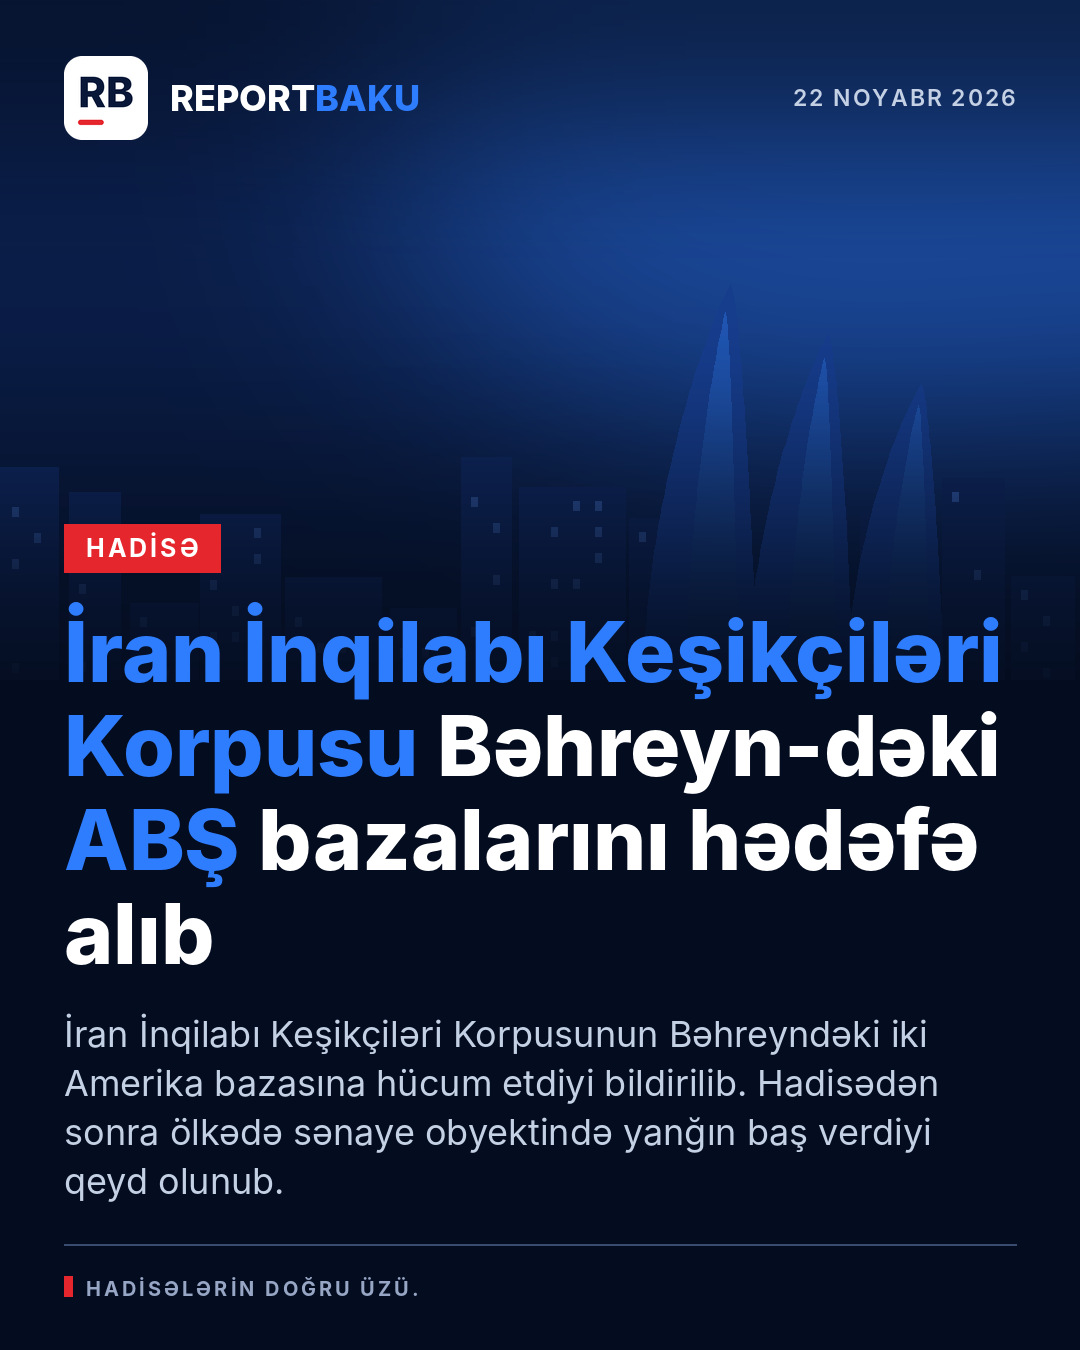 RB
REPORTBAKU
22 NOYABR 2026
HADİSƏ
İran İnqilabı Keşikçiləri
Korpusu Bəhreyn-dəki
ABŞ bazalarını hədəfə
alıb
İran İnqilabı Keşikçiləri Korpusunun Bəhreyndəki iki
Amerika bazasına hücum etdiyi bildirilib. Hadisədən
sonra ölkədə sənaye obyektində yanğın baş verdiyi
qeyd olunub.
HADİSƏLƏRİN DOĞRU ÜZÜ.